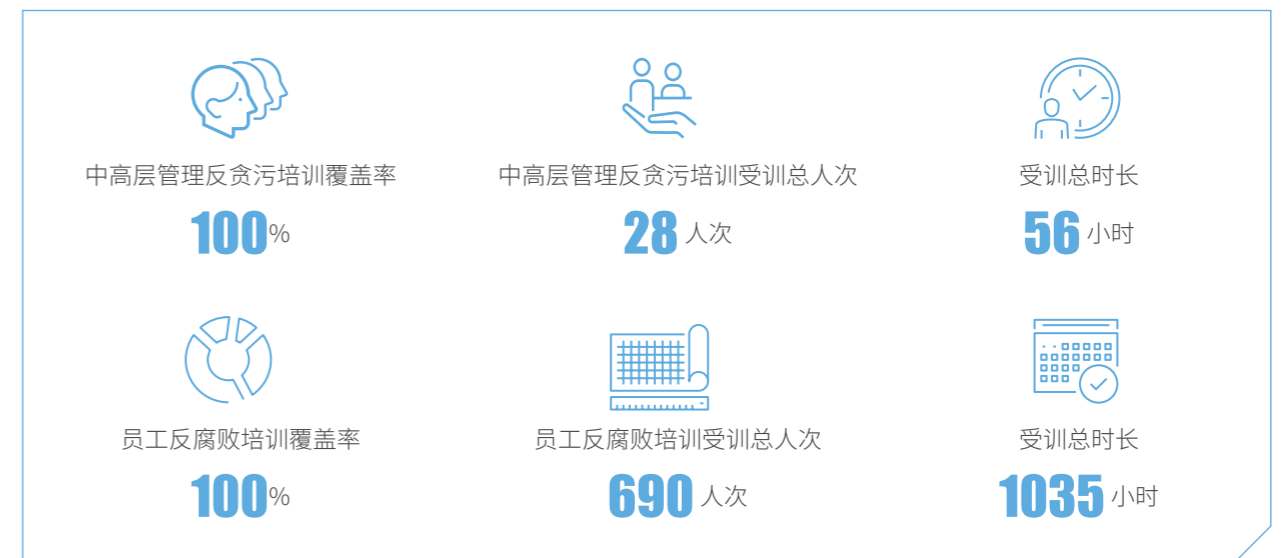 中高层管理反贪污培训覆盖率
100%
中高层管理反贪污培训受训总人次
28 人次
受训总时长
56 小时
员工反腐败培训覆盖率
100%
员工反腐败培训受训总人次
690 人次
受训总时长
1035 小时